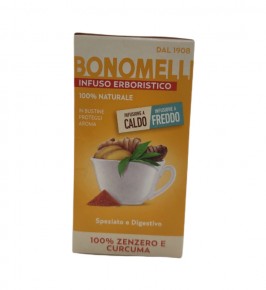 DAL 1908
BONOMELLI
INFUSO ERBORISTICO
100% NATURALE
INFUSIONE A
CALDO
INFUSIONE A
FREDDO
Speziato e Digestivo
100% ZENZERO E
CURCUMA